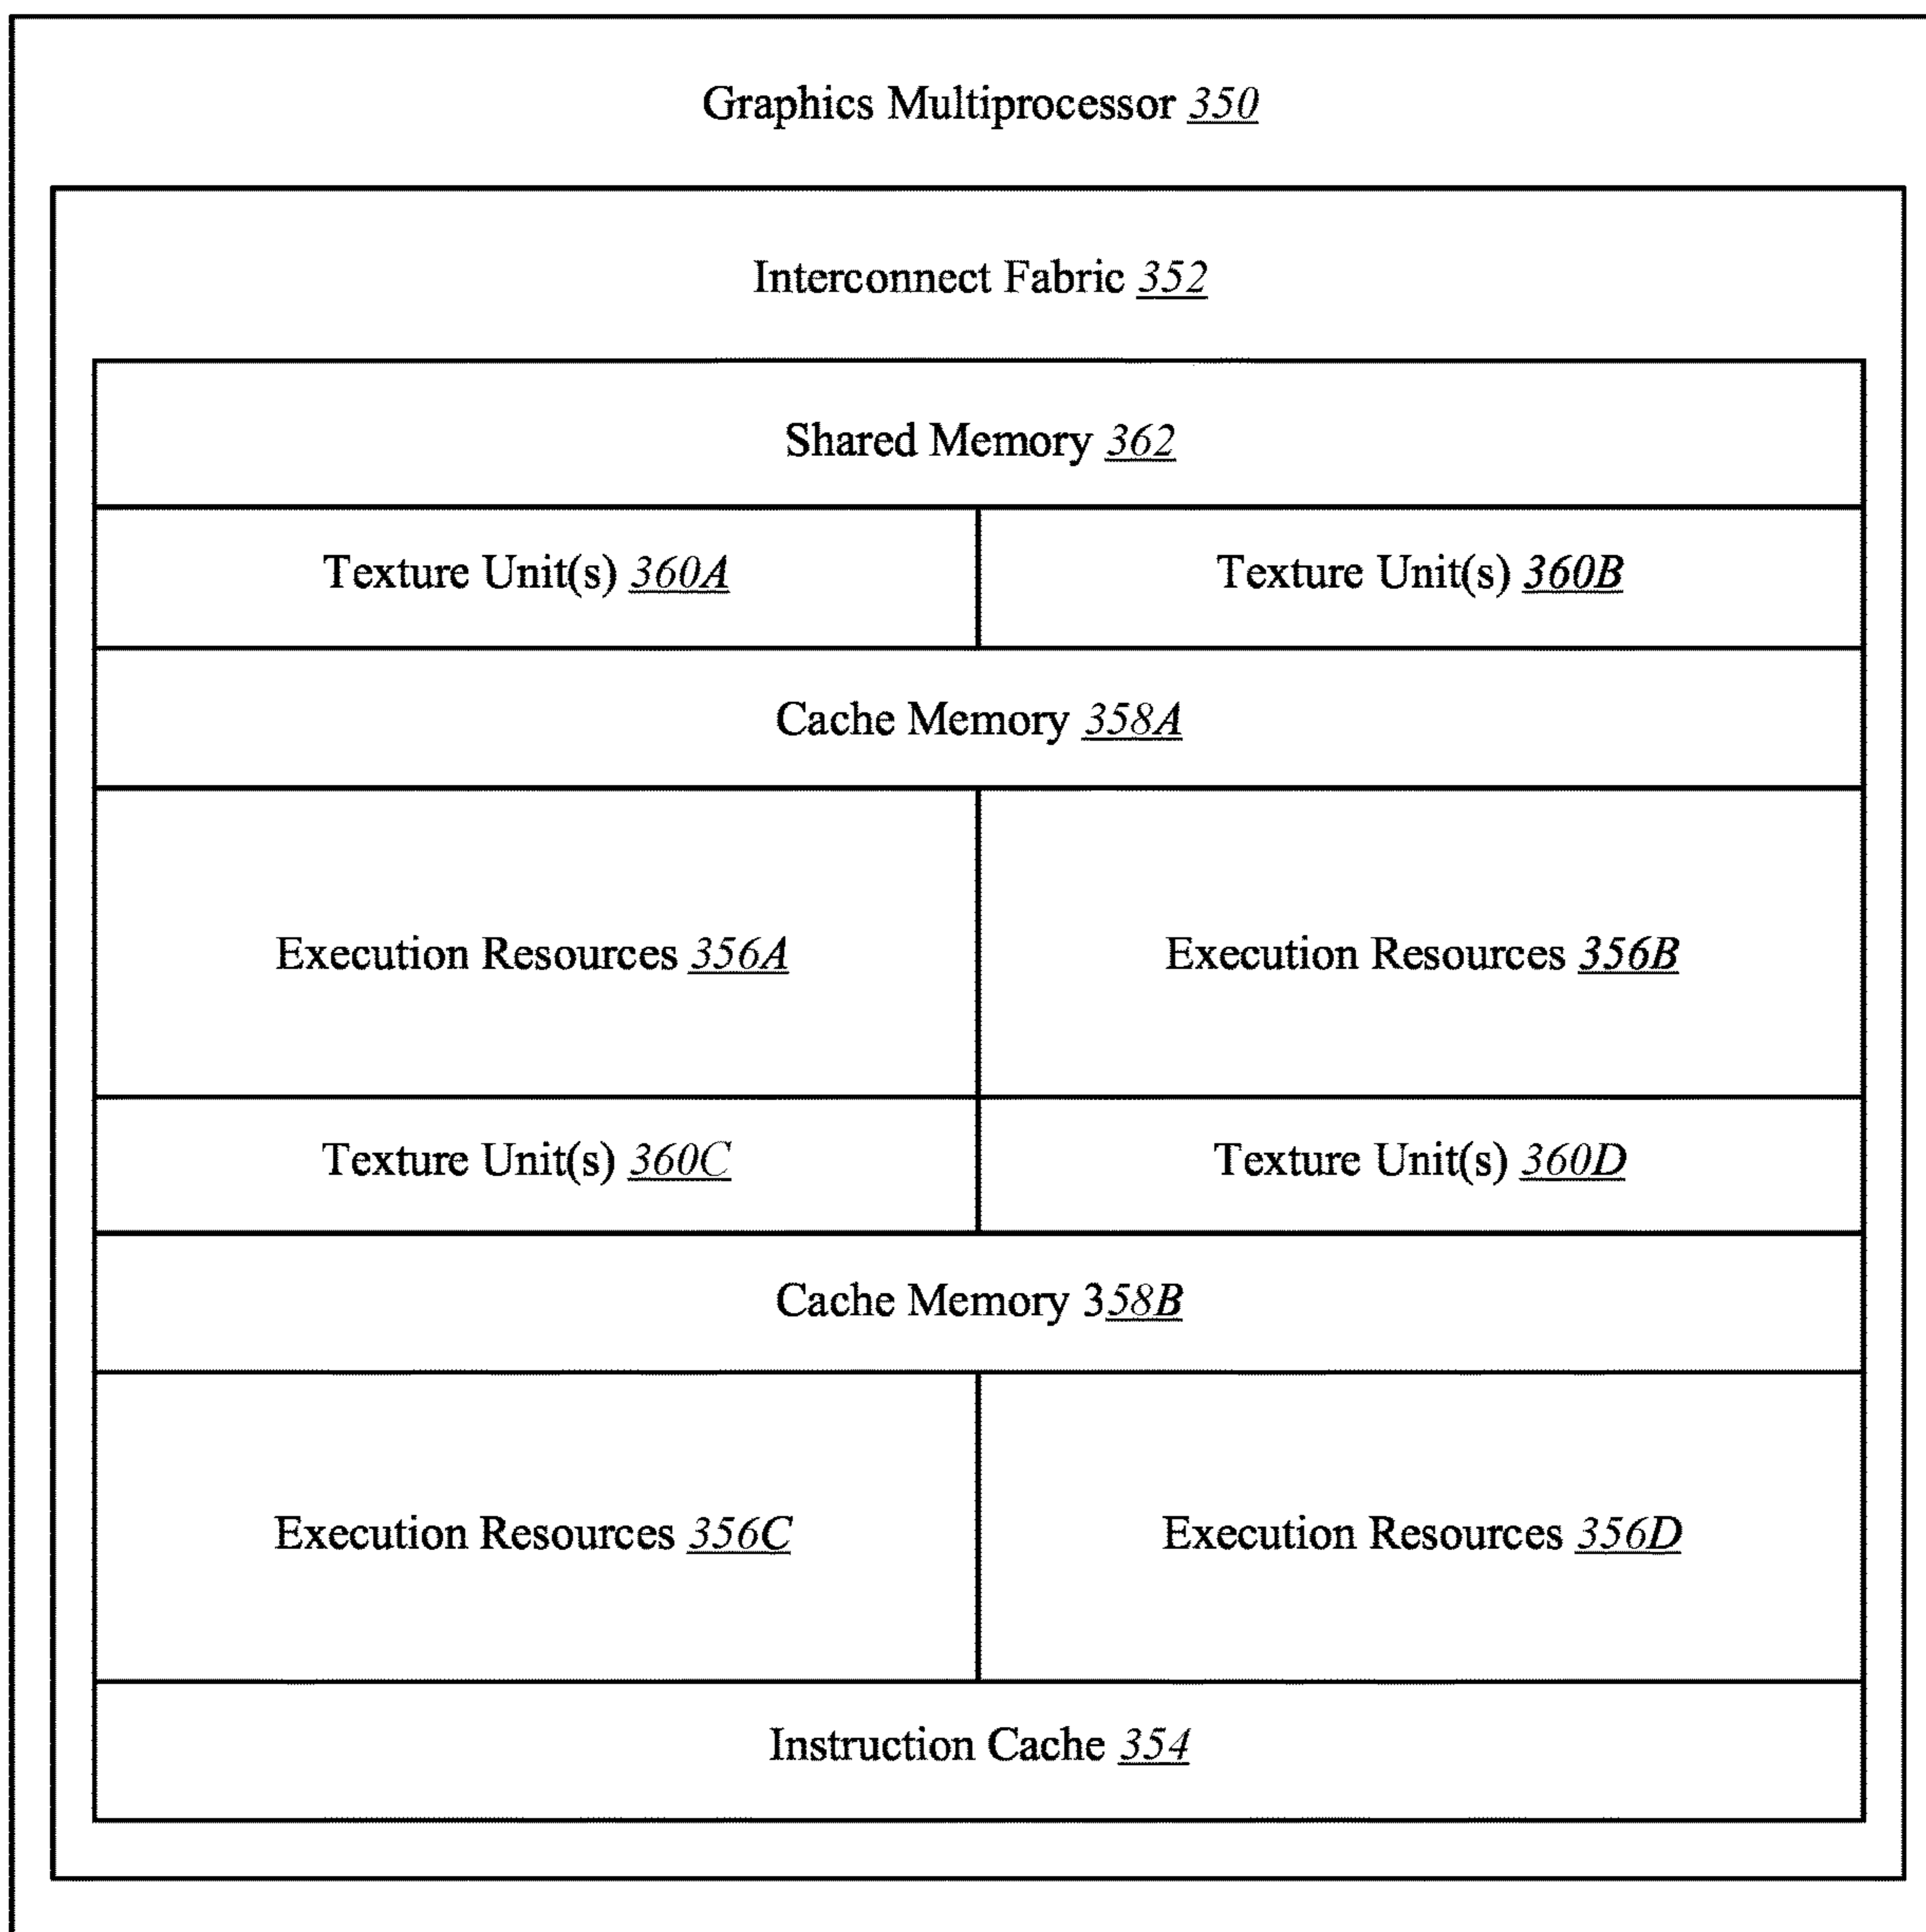 Graphics Multiprocessor 350
Interconnect Fabric 352
Shared Memory 362
Texture Unit(s) 360A
Texture Unit(s) 360B
Cache Memory 358A
Execution Resources 356A
Execution Resources 356B
Texture Unit(s) 360C
Texture Unit(s) 360D
Cache Memory 358B
Execution Resources 356C
Execution Resources 356D
Instruction Cache 354